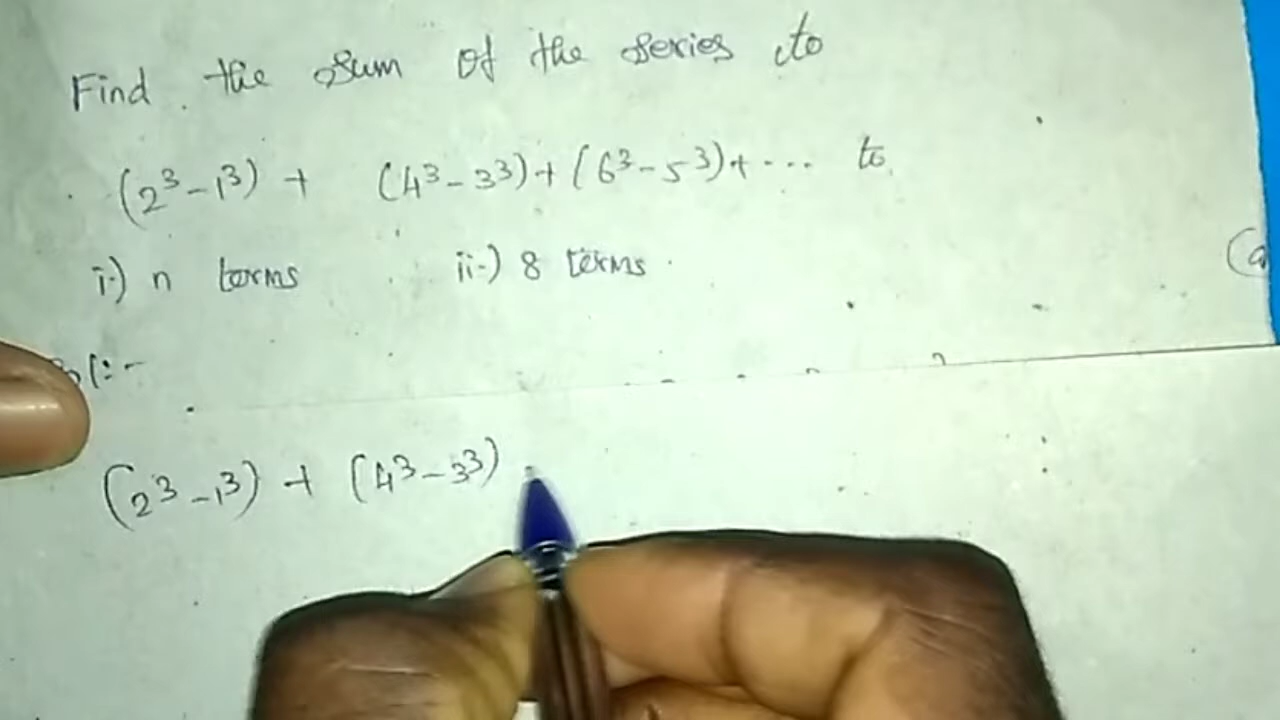 Find the sum of the series to
(2³-1³) + (4³-3³)+(6³-5³)+... to
i.) n terms ii.) 8 terms.
(2³-1³) + (4³-3³)